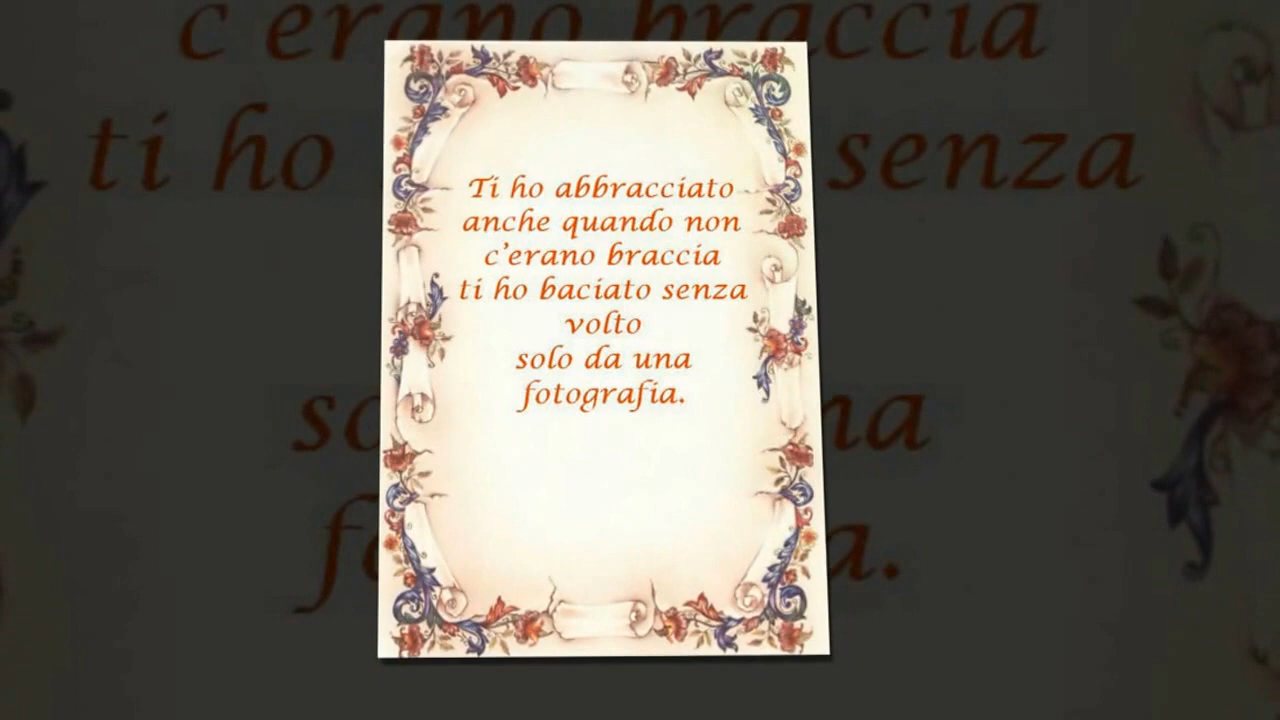 Ti ho abbracciato
anche quando non
c'erano braccia
ti ho baciato senza
volto
solo da una
fotografia.